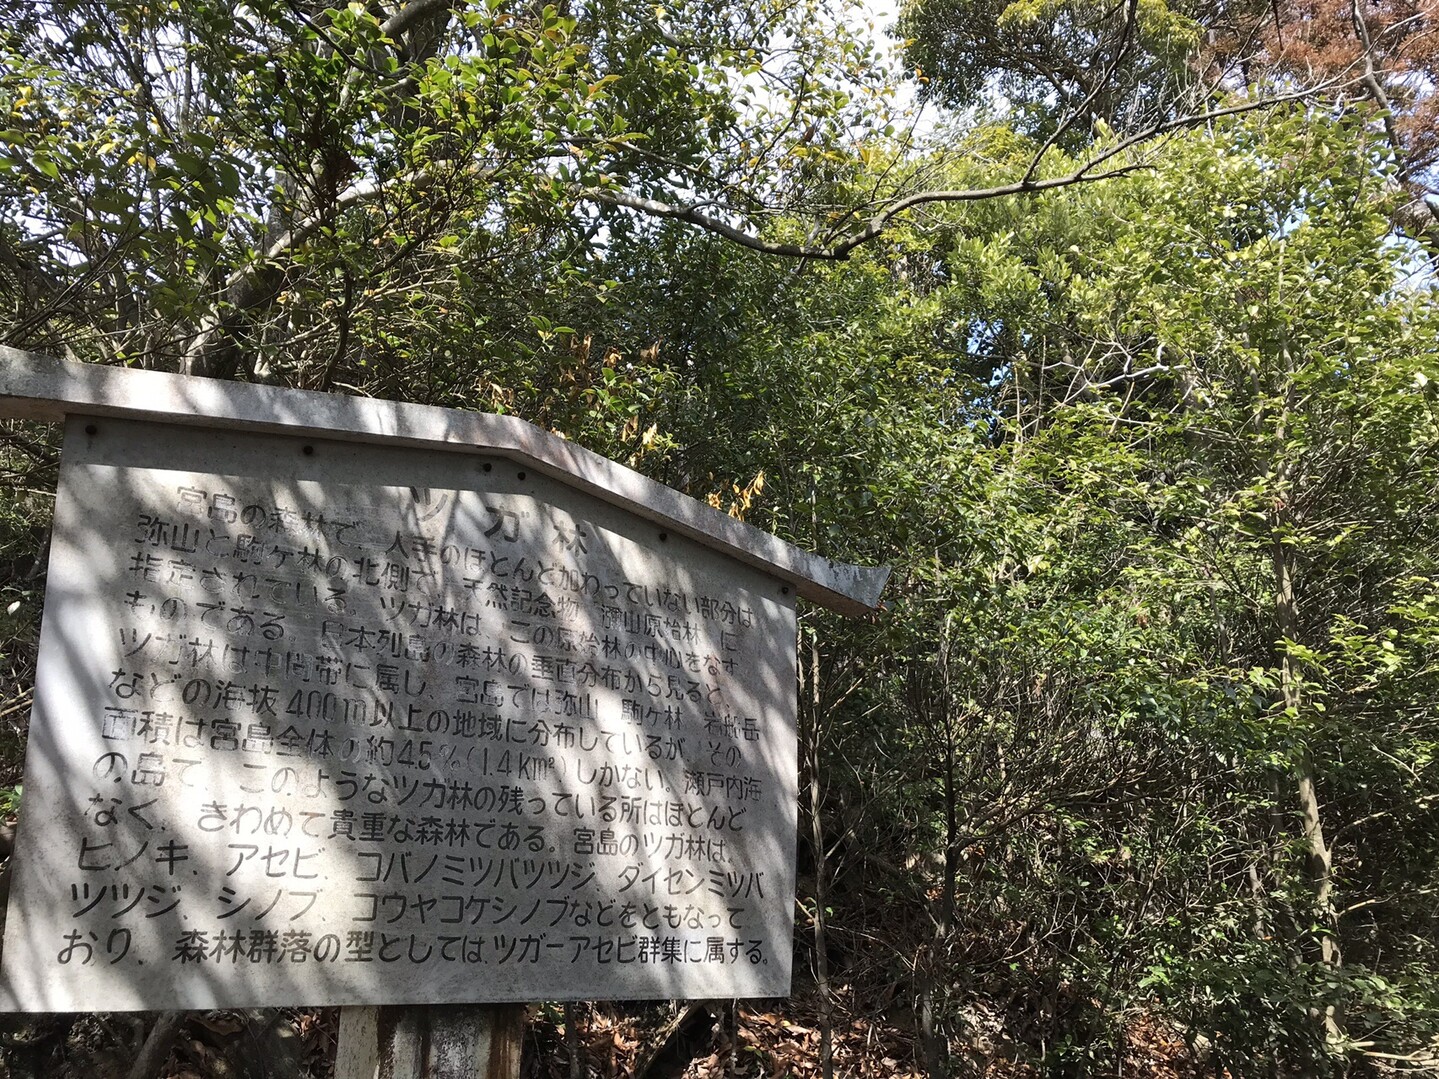 ツガ林
宮島の森林で、人手のほとんど加わっていない部分は
弥山と駒ケ林の北側で、天然記念物 瀰山原始林 に
指定されている。ツガ林は、この原始林の中心をなす
ものである。日本列島の森林の垂直分布から見ると、
ツガ林は中間帯に属し、宮島では弥山、駒ケ林、岩船岳
などの海抜400m以上の地域に分布しているが、その
面積は宮島全体の約4.5%(1.4Km²)しかない。瀬戸内海
の島で、このようなツガ林の残っている所はほとんど
なく、きわめて貴重な森林である。宮島のツガ林は、
ヒノキ、アセビ、コバノミツバツツジ、ダイセンミツバ
ツツジ、シノブ、コウヤコケシノブなどをともなって
おり、森林群落の型としてはツガーアセビ群集に属する。